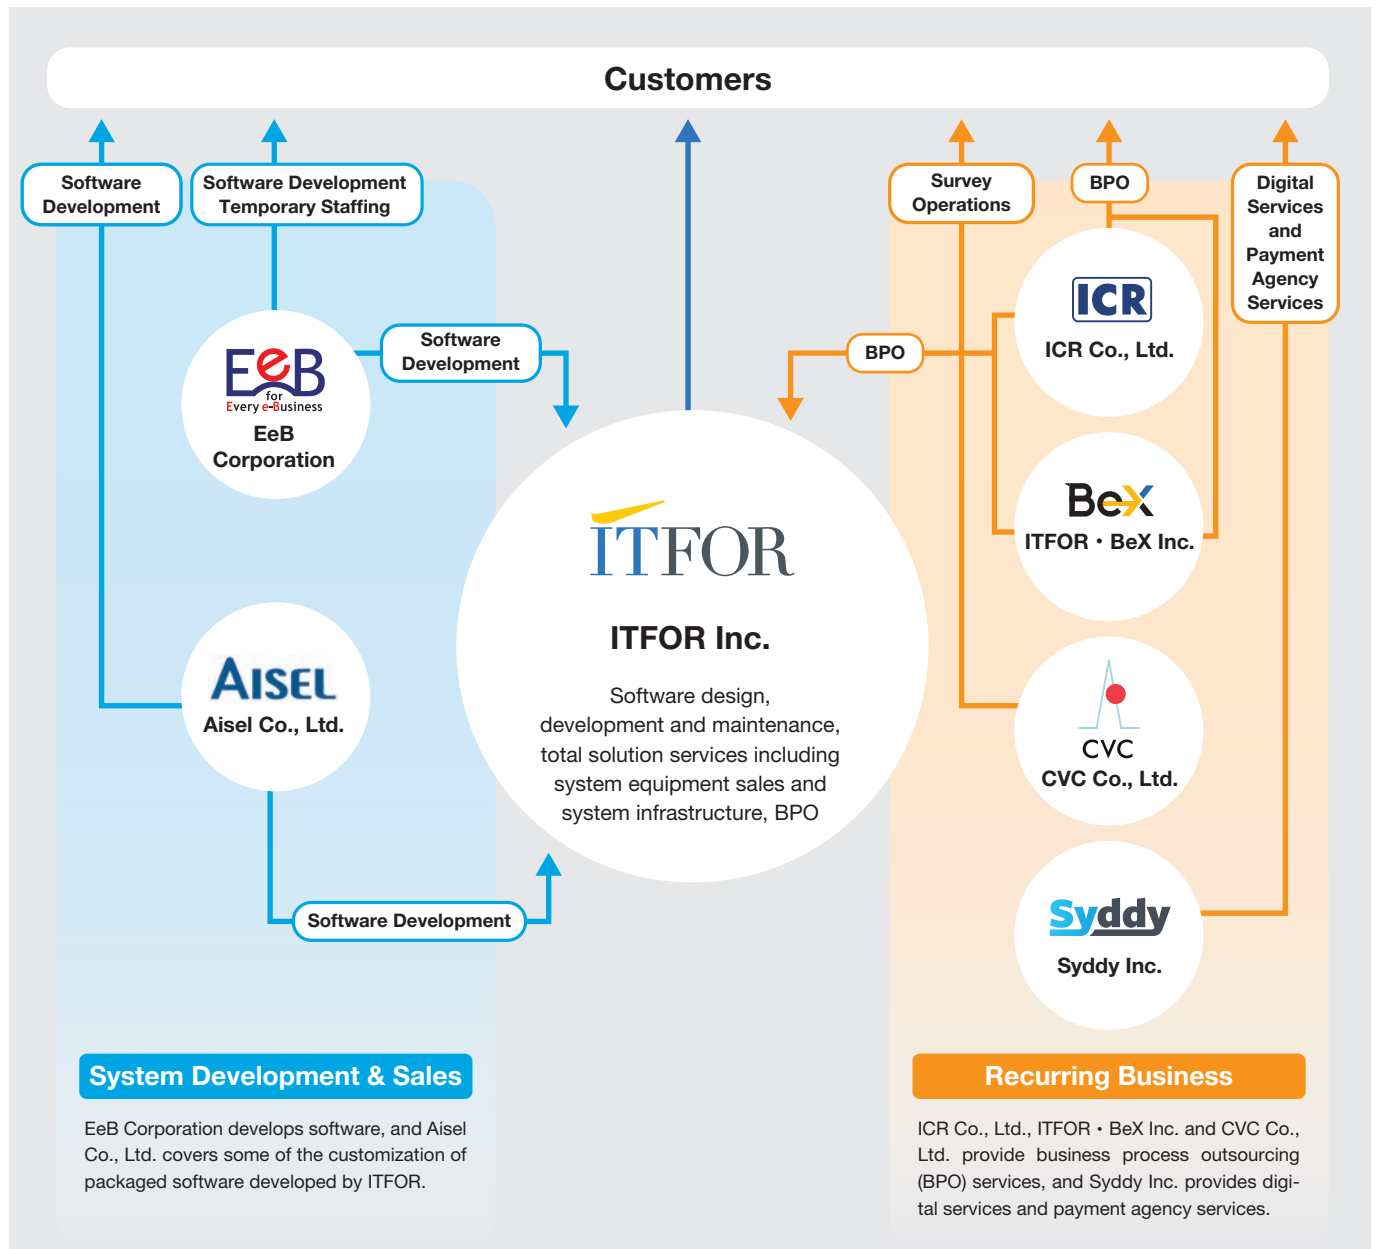 Customers
Software
Development
Software Development
Temporary Staffing
Survey
Operations
BPO
Digital
Services
and
Payment
Agency
Services
EeB
for
Every e-Business
EeB
Corporation
Software
Development
BPO
ICR
ICR Co., Ltd.
BeX
ITFOR・BeX Inc.
ITFOR
ITFOR Inc.
Software design,
development and maintenance,
total solution services including
system equipment sales and
system infrastructure, BPO
AISEL
Aisel Co., Ltd.
CVC
CVC Co., Ltd.
Software Development
Syddy
Syddy Inc.
System Development & Sales
EeB Corporation develops software, and Aisel
Co., Ltd. covers some of the customization of
packaged software developed by ITFOR.
Recurring Business
ICR Co., Ltd., ITFOR・BeX Inc. and CVC Co.,
Ltd. provide business process outsourcing
(BPO) services, and Syddy Inc. provides digi-
tal services and payment agency services.